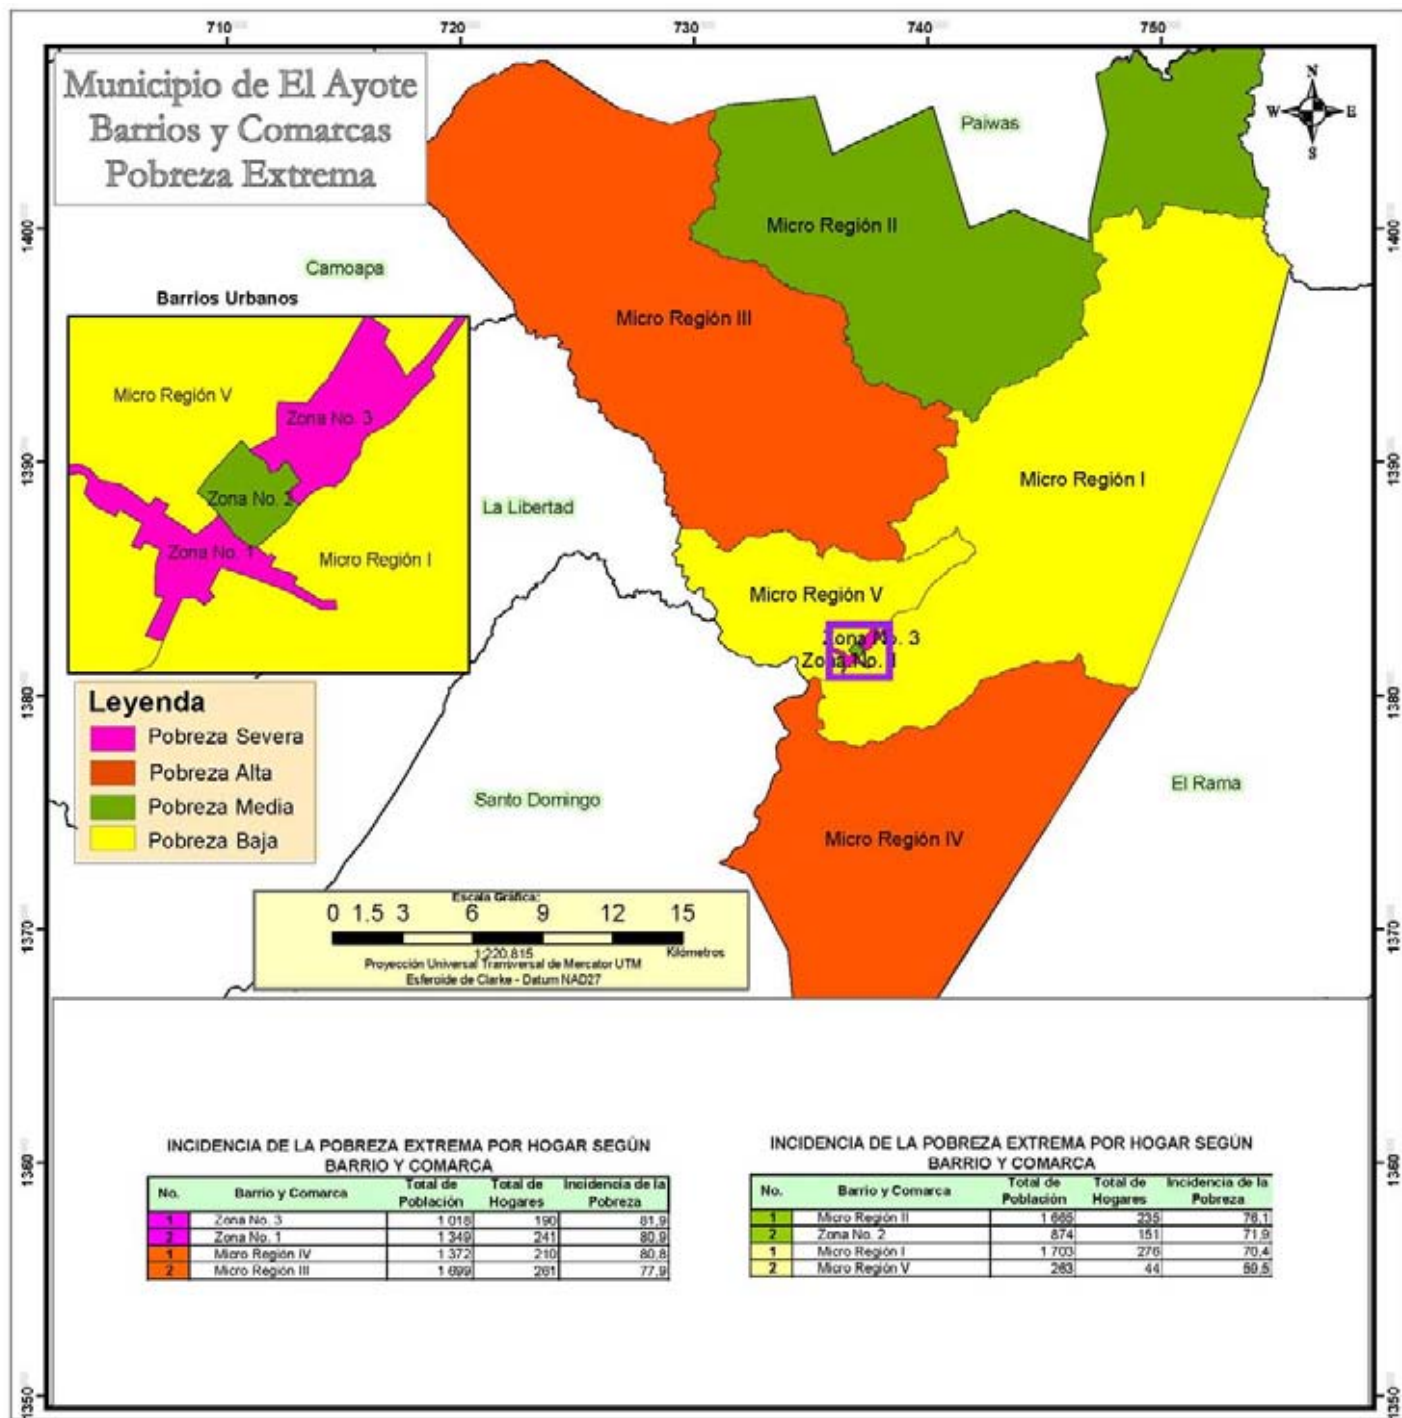 710 720 730 740 750
Municipio de El Ayote
Barrios y Comarcas
Pobreza Extrema
N
W E
S
Paiwas
1400 1400
Micro Región II
Camoapa
Barrios Urbanos
Micro Región III
Micro Región V
Zona No. 3
1390 1390
Micro Región I
Zona No. 2
La Libertad
Zona No. 1
Micro Región I
Micro Región V
Zona No. 3
Zona No. 1
1380 1380
Leyenda
Pobreza Severa
Pobreza Alta
Pobreza Media
Pobreza Baja
El Rama
Santo Domingo
Micro Región IV
Escala Gráfica:
0 1.5 3 6 9 12 15
1:220,815 Kilómetros
Proyección Universal Transversal de Mercator UTM
Esferoide de Clarke - Datum NAD27
1370 1370
INCIDENCIA DE LA POBREZA EXTREMA POR HOGAR SEGÚN
BARRIO Y COMARCA
No. Barrio y Comarca Total de Población Total de Hogares Incidencia de la Pobreza
1 Zona No. 3 1 018 190 81,9
2 Zona No. 1 1 349 241 80,9
1 Micro Región IV 1 372 210 80,8
2 Micro Región III 1 699 261 77,9
INCIDENCIA DE LA POBREZA EXTREMA POR HOGAR SEGÚN
BARRIO Y COMARCA
No. Barrio y Comarca Total de Población Total de Hogares Incidencia de la Pobreza
1 Micro Región II 1 665 235 76,1
2 Zona No. 2 874 151 71,9
1 Micro Región I 1 703 276 70,4
2 Micro Región V 263 44 59,5
1360 1360
1350 1350